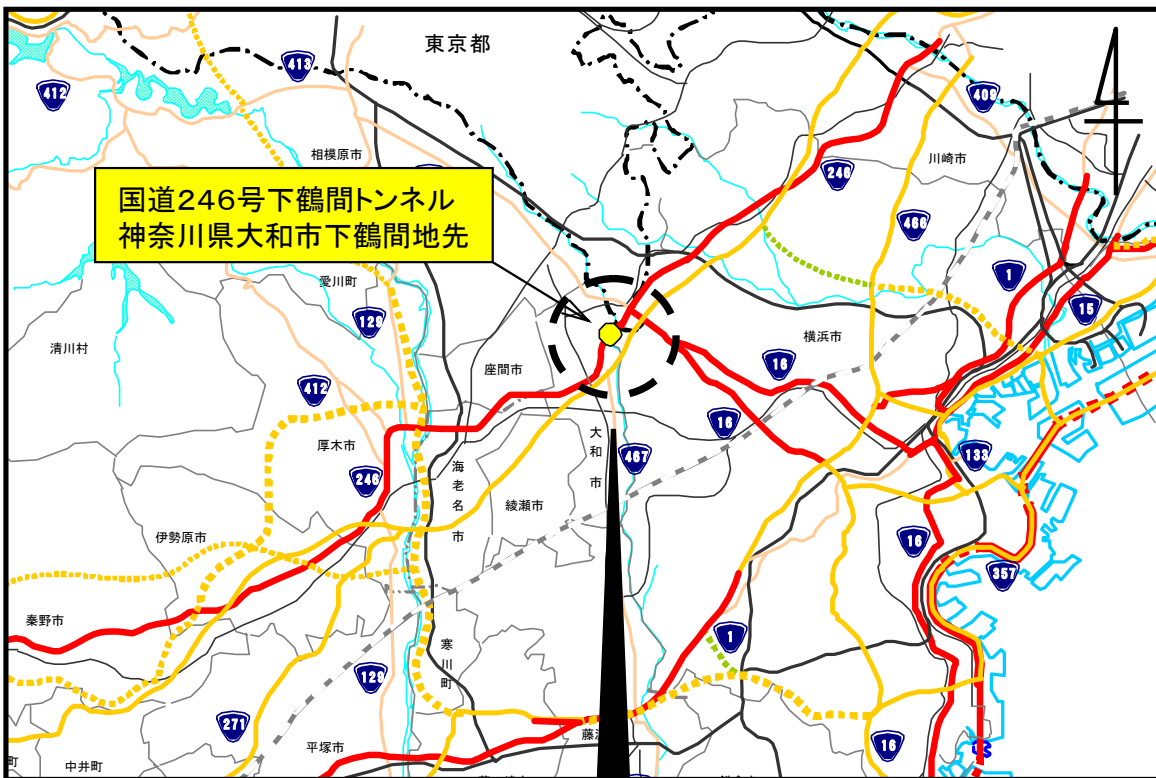 東京都
413
412
409
相模原市
川崎市
国道246号下鶴間トンネル
神奈川県大和市下鶴間地先
246
466
愛川町
1
129
15
清川村
横浜市
座間市
16
412
厚木市
16
大和市
467
133
海老名市
246
綾瀬市
伊勢原市
16
357
秦野市
寒川町
1
129
271
平塚市
16
中井町
町